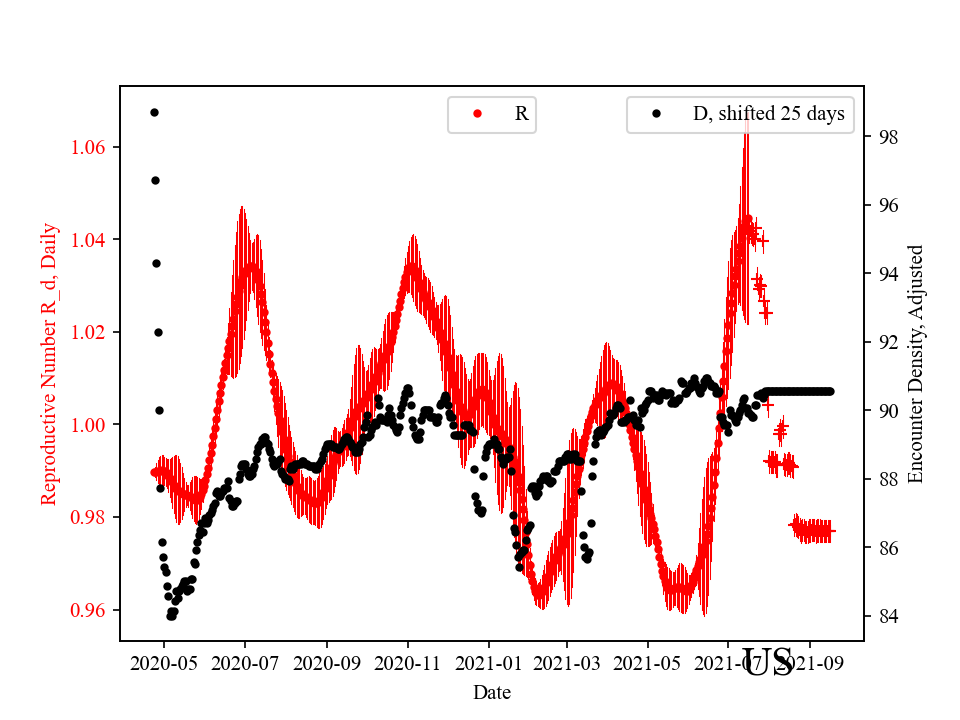 R
D, shifted 25 days
Reproductive Number R_d, Daily
1.06
1.04
1.02
1.00
0.98
0.96
98
96
94
92
90
88
86
84
Encounter Density, Adjusted
2020-05 2020-07 2020-09 2020-11 2021-01 2021-03 2021-05 2021-07 2021-09
US
Date